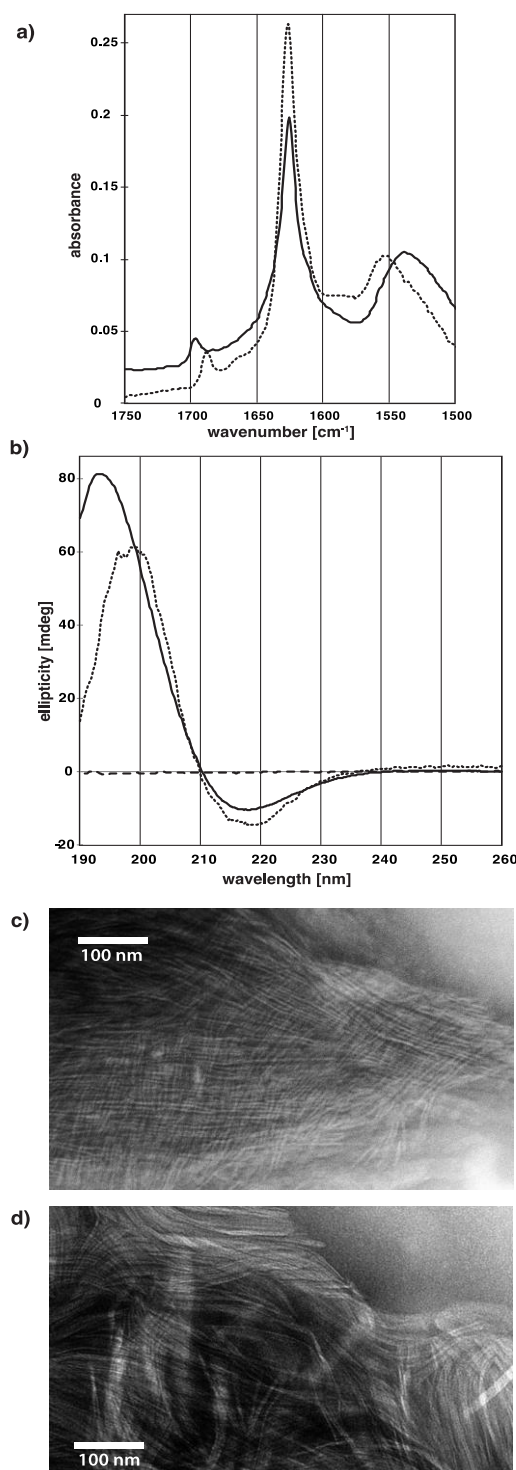 a)
0.25
0.2
0.15
0.1
0.05
0
absorbance
1750 1700 1650 1600 1550 1500
wavenumber [cm⁻¹]
b)
80
60
40
20
0
-20
ellipticity [mdeg]
190 200 210 220 230 240 250 260
wavelength [nm]
c)
100 nm
d)
100 nm